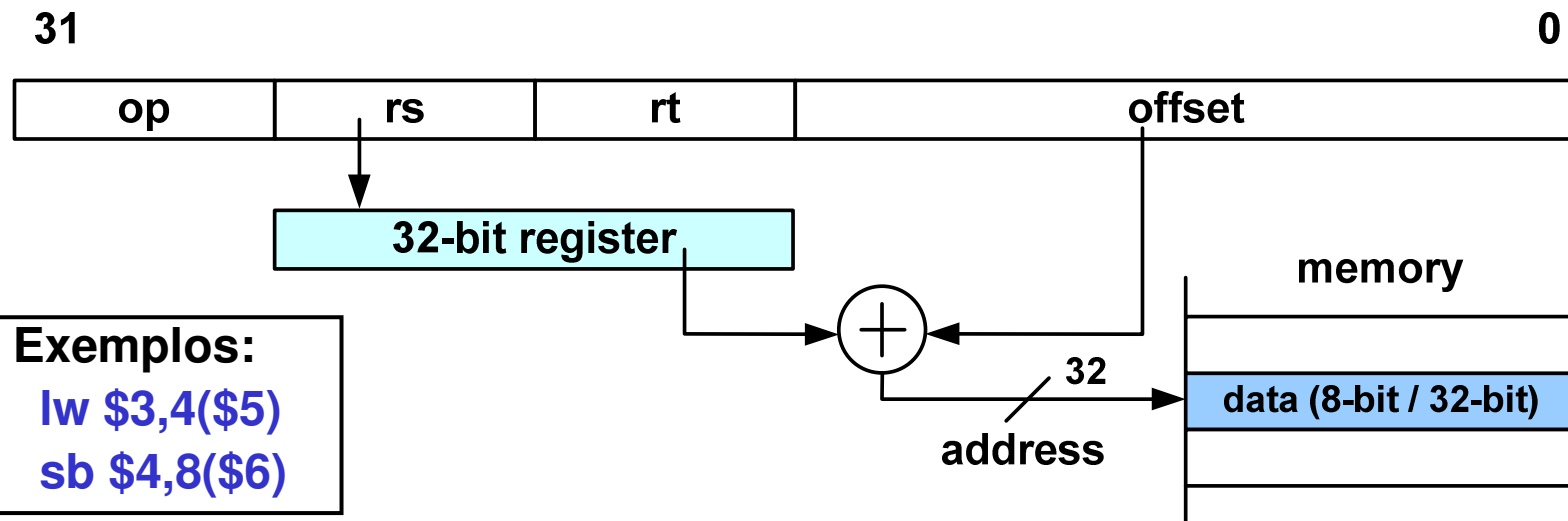 31 0
op rs rt offset
32-bit register
memory
Exemplos:
lw $3,4($5)
sb $4,8($6)
32
address
data (8-bit / 32-bit)